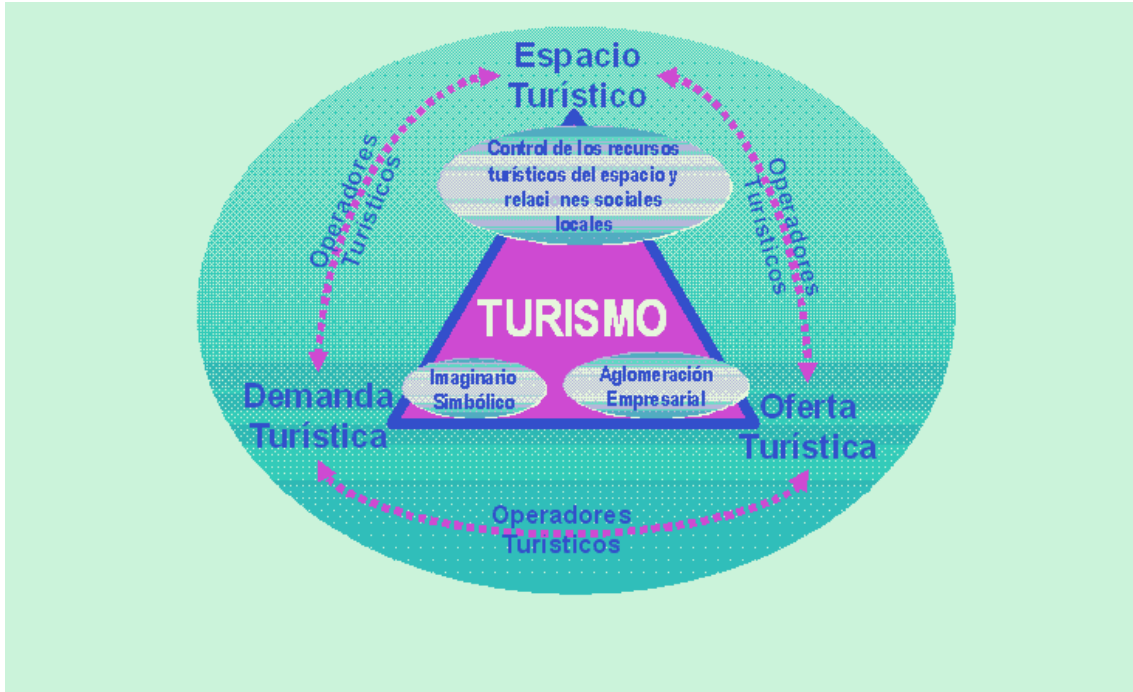 Espacio
Turístico
Control de los recursos
turísticos del espacio y
relaciones sociales
locales
Operadores
Turísticos
Operadores
Turísticos
TURISMO
Imaginario
Simbólico
Aglomeración
Empresarial
Demanda
Turística
Oferta
Turística
Operadores
Turísticos